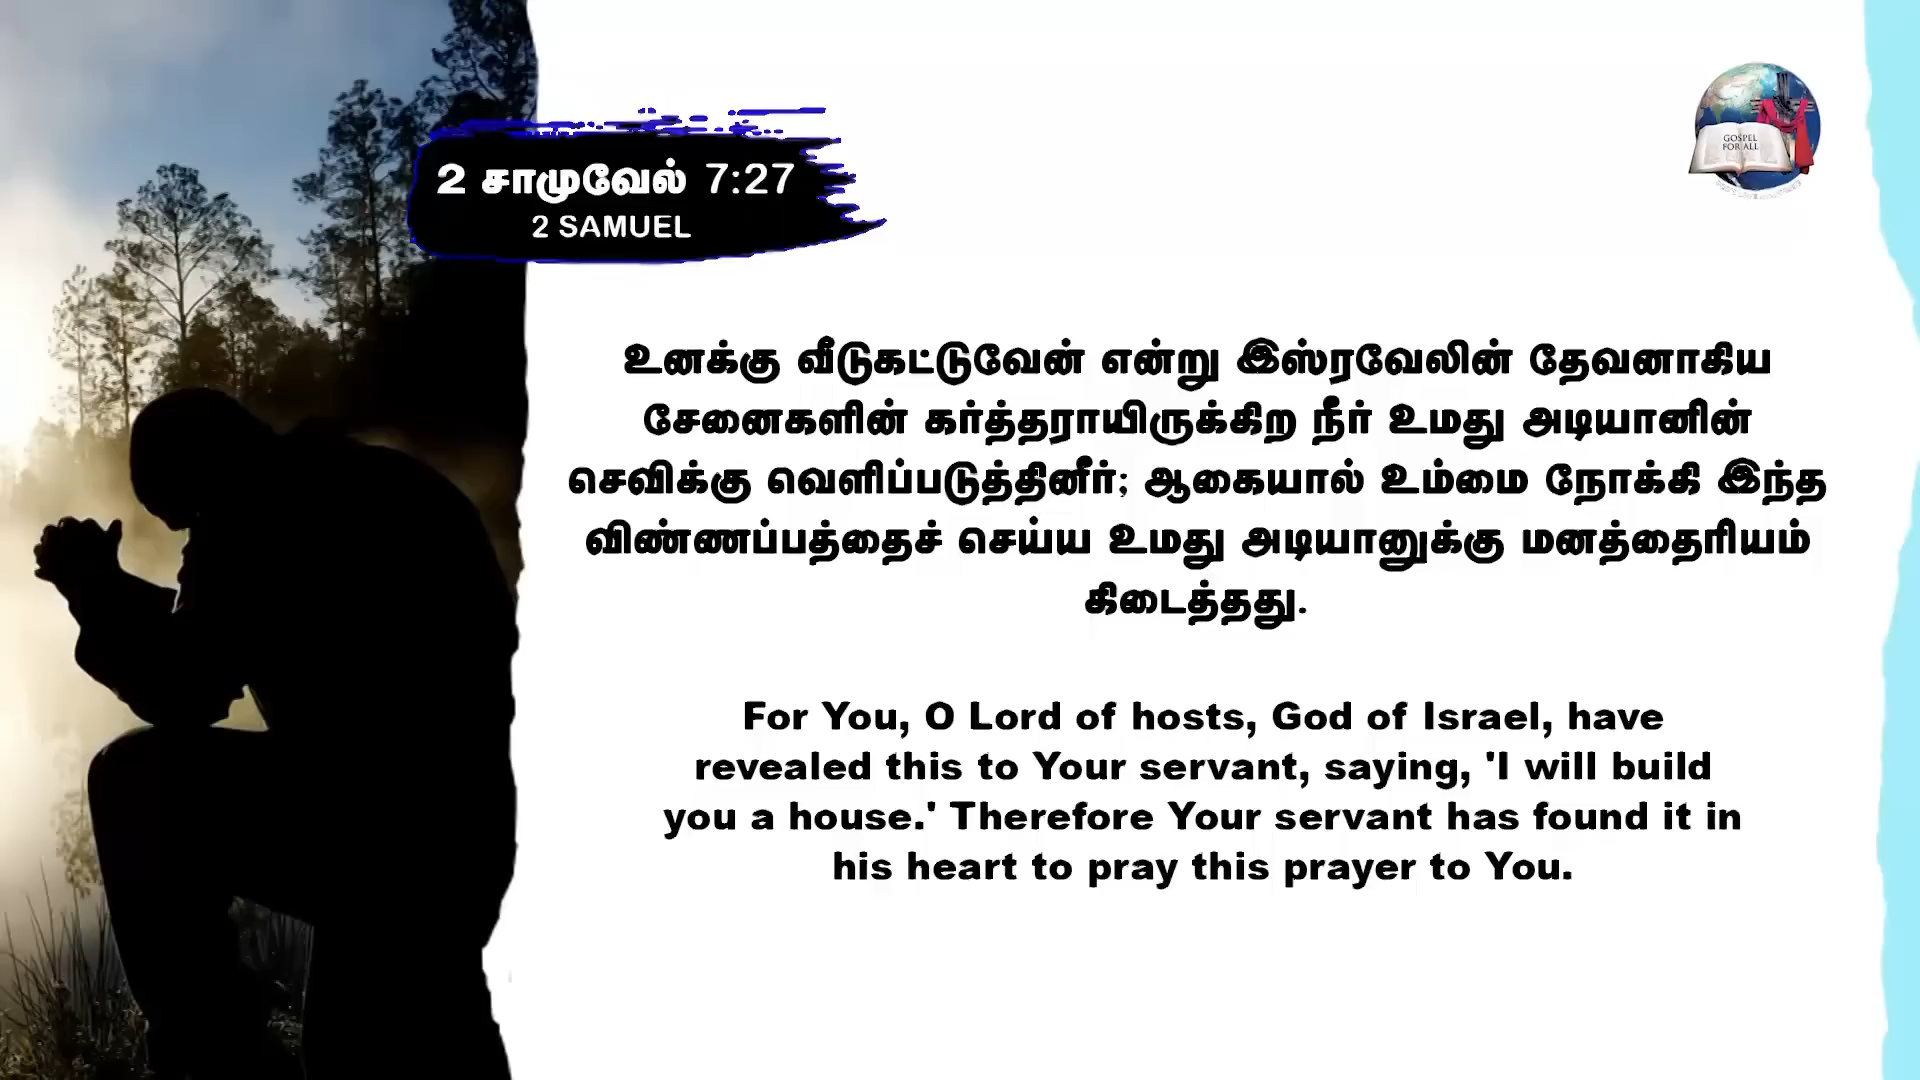 2 சாமுவேல் 7:27
2 SAMUEL
GOSPEL
FOR ALL
உனக்கு வீடுகட்டுவேன் என்று இஸ்ரவேலின் தேவனாகிய
சேனைகளின் கர்த்தராயிருக்கிற நீர் உமது அடியானின்
செவிக்கு வெளிப்படுத்தினீர்; ஆகையால் உம்மை நோக்கி இந்த
விண்ணப்பத்தைச் செய்ய உமது அடியானுக்கு மனத்தைரியம்
கிடைத்தது.
For You, O Lord of hosts, God of Israel, have
revealed this to Your servant, saying, 'I will build
you a house.' Therefore Your servant has found it in
his heart to pray this prayer to You.